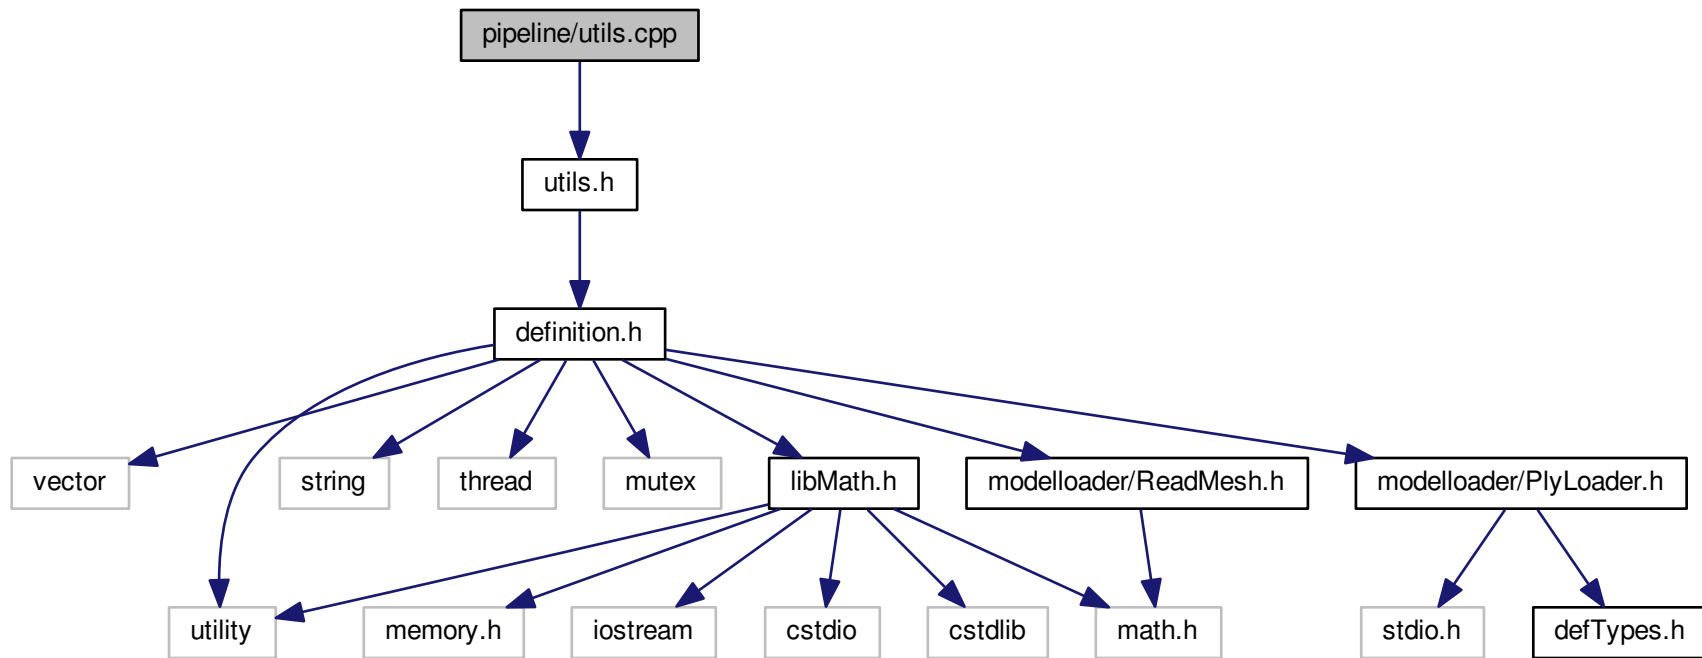 pipeline/utils.cpp
utils.h
definition.h
vector
string
thread
mutex
libMath.h
modelloader/ReadMesh.h
modelloader/PlyLoader.h
utility
memory.h
iostream
cstdio
cstdlib
math.h
stdio.h
defTypes.h